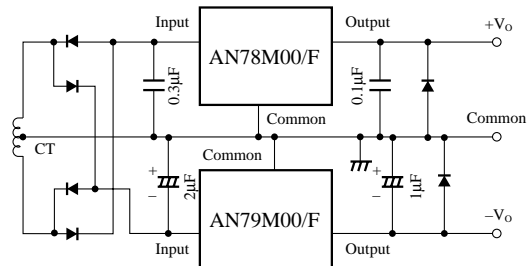 Input
Output
+VO
AN78M00/F
0.3µF
0.1µF
Common
Common
CT
Common
+
−
2µF
+
−
1µF
AN79M00/F
−VO
Input
Output